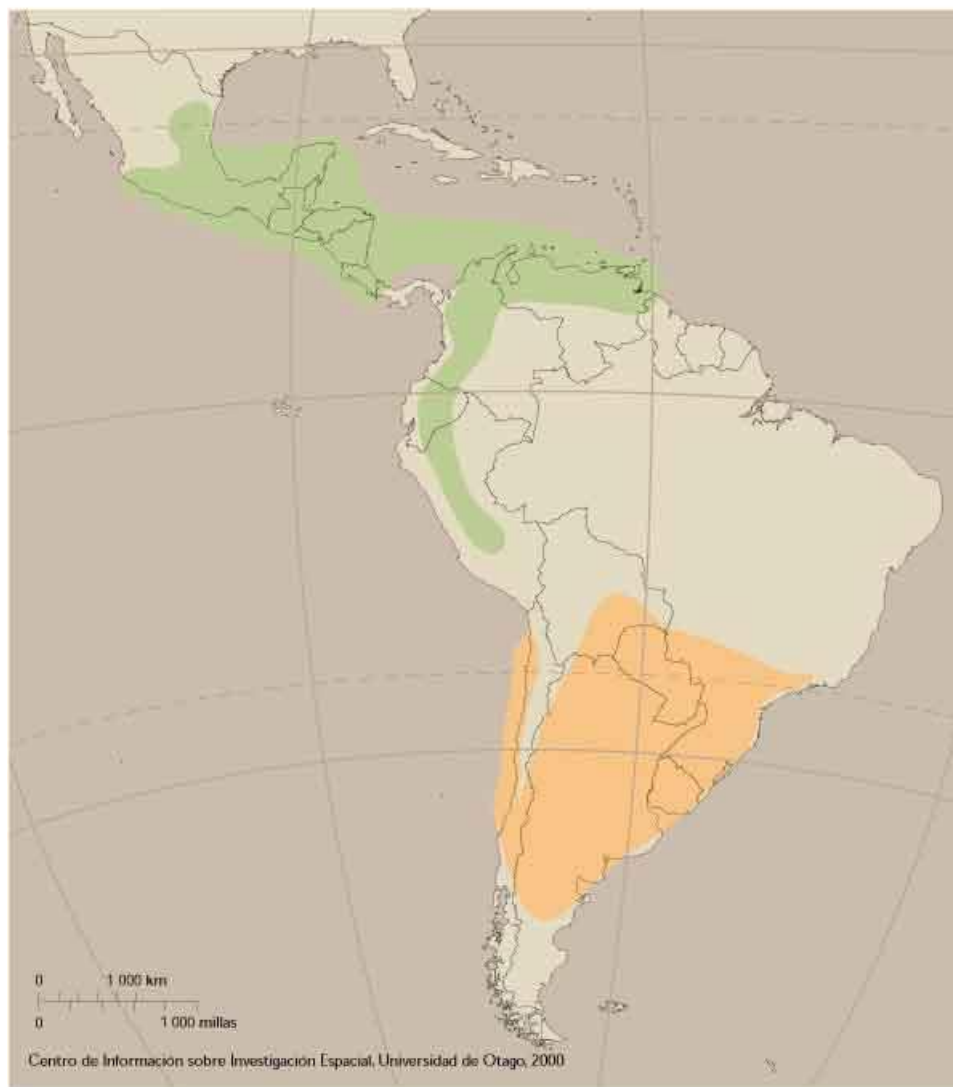 0 1 000 km
0 1 000 millas
Centro de Información sobre Investigación Espacial, Universidad de Otago, 2000